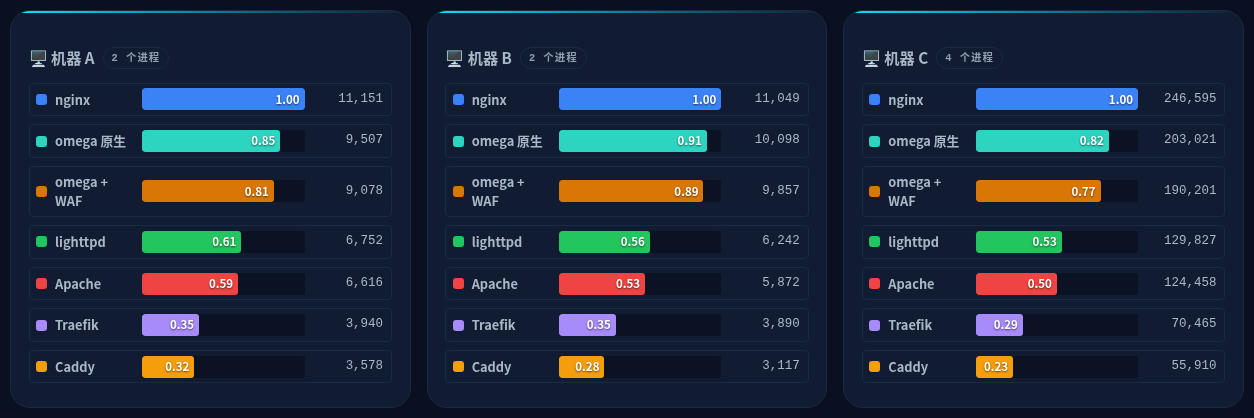 机器 A 2 个进程
nginx 1.00 11,151
omega 原生 0.85 9,507
omega +
WAF 0.81 9,078
lighttpd 0.61 6,752
Apache 0.59 6,616
Traefik 0.35 3,940
Caddy 0.32 3,578
机器 B 2 个进程
nginx 1.00 11,049
omega 原生 0.91 10,098
omega +
WAF 0.89 9,857
lighttpd 0.56 6,242
Apache 0.53 5,872
Traefik 0.35 3,890
Caddy 0.28 3,117
机器 C 4 个进程
nginx 1.00 246,595
omega 原生 0.82 203,021
omega +
WAF 0.77 190,201
lighttpd 0.53 129,827
Apache 0.50 124,458
Traefik 0.29 70,465
Caddy 0.23 55,910